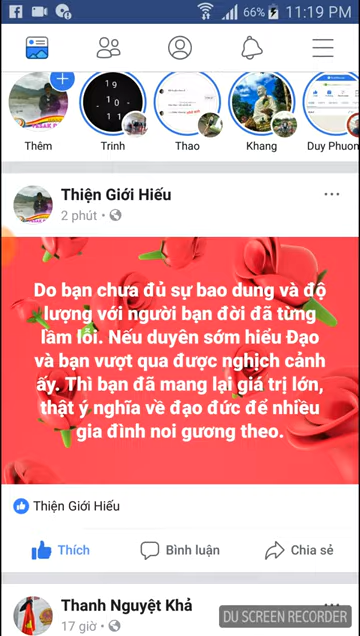 66% 11:19 PM
19
10
11
Thêm Trinh Thao Khang Duy Phuon
Thiện Giới Hiếu
2 phút
Do bạn chưa đủ sự bao dung và độ
lượng với người bạn đời đã từng
lầm lỗi. Nếu duyên sớm hiểu Đạo
và bạn vượt qua được nghịch cảnh
ấy. Thì bạn đã mang lại giá trị lớn,
thật ý nghĩa về đạo đức để nhiều
gia đình noi gương theo.
Thiện Giới Hiếu
Thích Bình luận Chia sẻ
Thanh Nguyệt Khả
17 giờ
DU SCREEN RECORDER